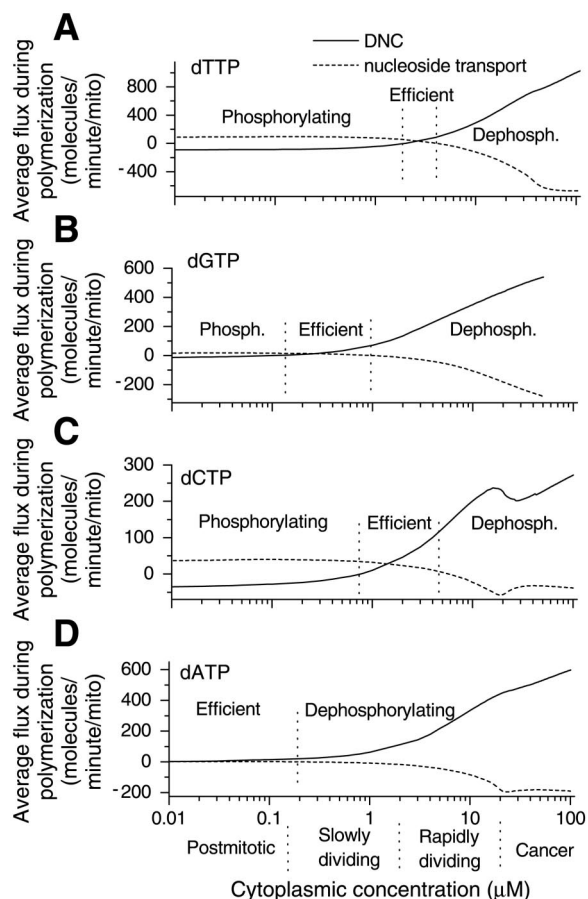 A
DNC
nucleoside transport
dTTP
Efficient
Phosphorylating
Dephosph.
800
400
0
-400
Average flux during
polymerization
(molecules/
minute/mito)
B
dGTP
Phosph.
Efficient
Dephosph.
600
400
200
0
-200
Average flux during
polymerization
(molecules/
minute/mito)
C
dCTP
Phosphorylating
Efficient
Dephosph.
300
200
100
0
Average flux during
polymerization
(molecules/
minute/mito)
D
dATP
Efficient
Dephosphorylating
600
400
200
0
-200
Average flux during
polymerization
(molecules/
minute/mito)
0.01 0.1 1 10 100
Postmitotic
Slowly
dividing
Rapidly
dividing
Cancer
Cytoplasmic concentration (μM)